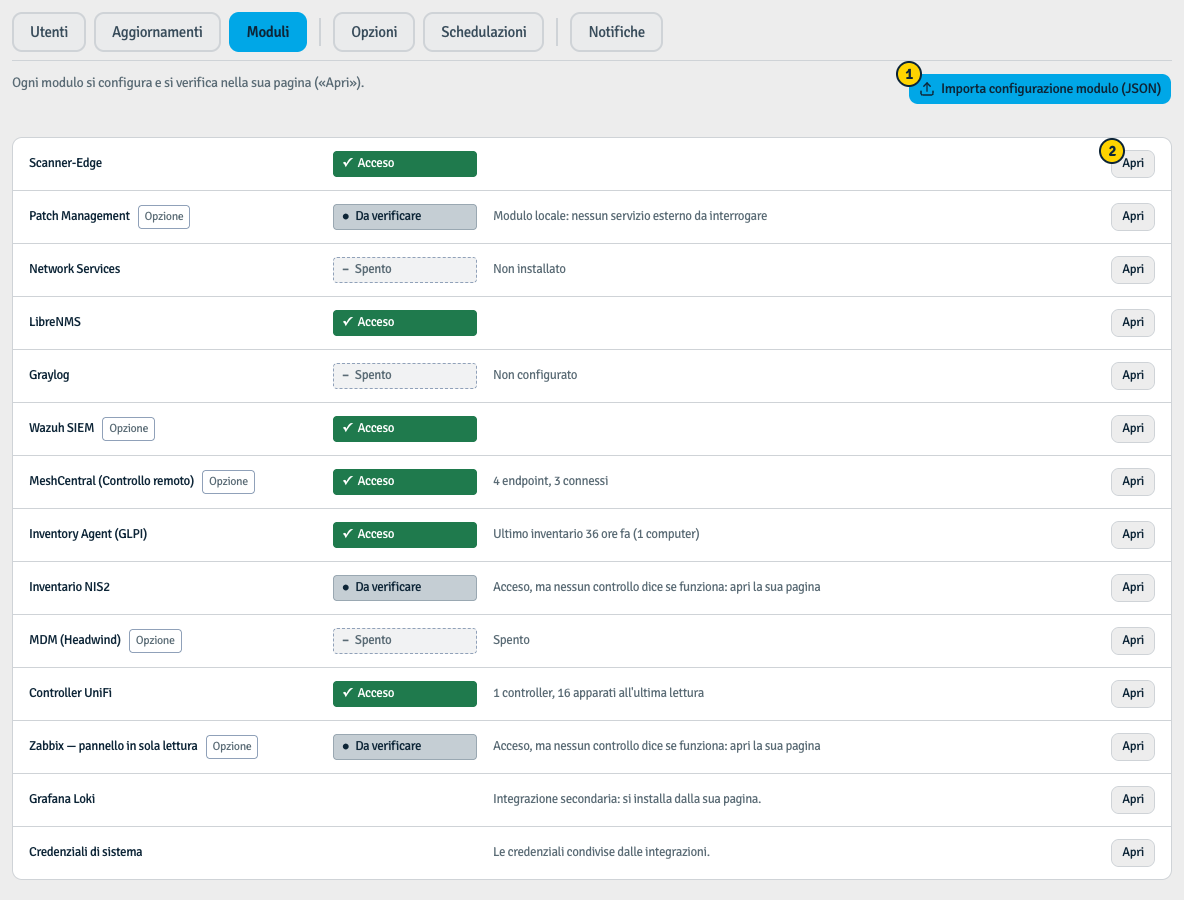 Utenti Aggiornamenti Moduli Opzioni Schedulazioni Notifiche
Ogni modulo si configura e si verifica nella sua pagina («Apri»).
1
Importa configurazione modulo (JSON)
2
Scanner-Edge ✓ Acceso Apri
Patch Management Opzione ● Da verificare Modulo locale: nessun servizio esterno da interrogare Apri
Network Services – Spento Non installato Apri
LibreNMS ✓ Acceso Apri
Graylog – Spento Non configurato Apri
Wazuh SIEM Opzione ✓ Acceso Apri
MeshCentral (Controllo remoto) Opzione ✓ Acceso 4 endpoint, 3 connessi Apri
Inventory Agent (GLPI) ✓ Acceso Ultimo inventario 36 ore fa (1 computer) Apri
Inventario NIS2 ● Da verificare Acceso, ma nessun controllo dice se funziona: apri la sua pagina Apri
MDM (Headwind) Opzione – Spento Spento Apri
Controller UniFi ✓ Acceso 1 controller, 16 apparati all'ultima lettura Apri
Zabbix — pannello in sola lettura Opzione ● Da verificare Acceso, ma nessun controllo dice se funziona: apri la sua pagina Apri
Grafana Loki Integrazione secondaria: si installa dalla sua pagina. Apri
Credenziali di sistema Le credenziali condivise dalle integrazioni. Apri